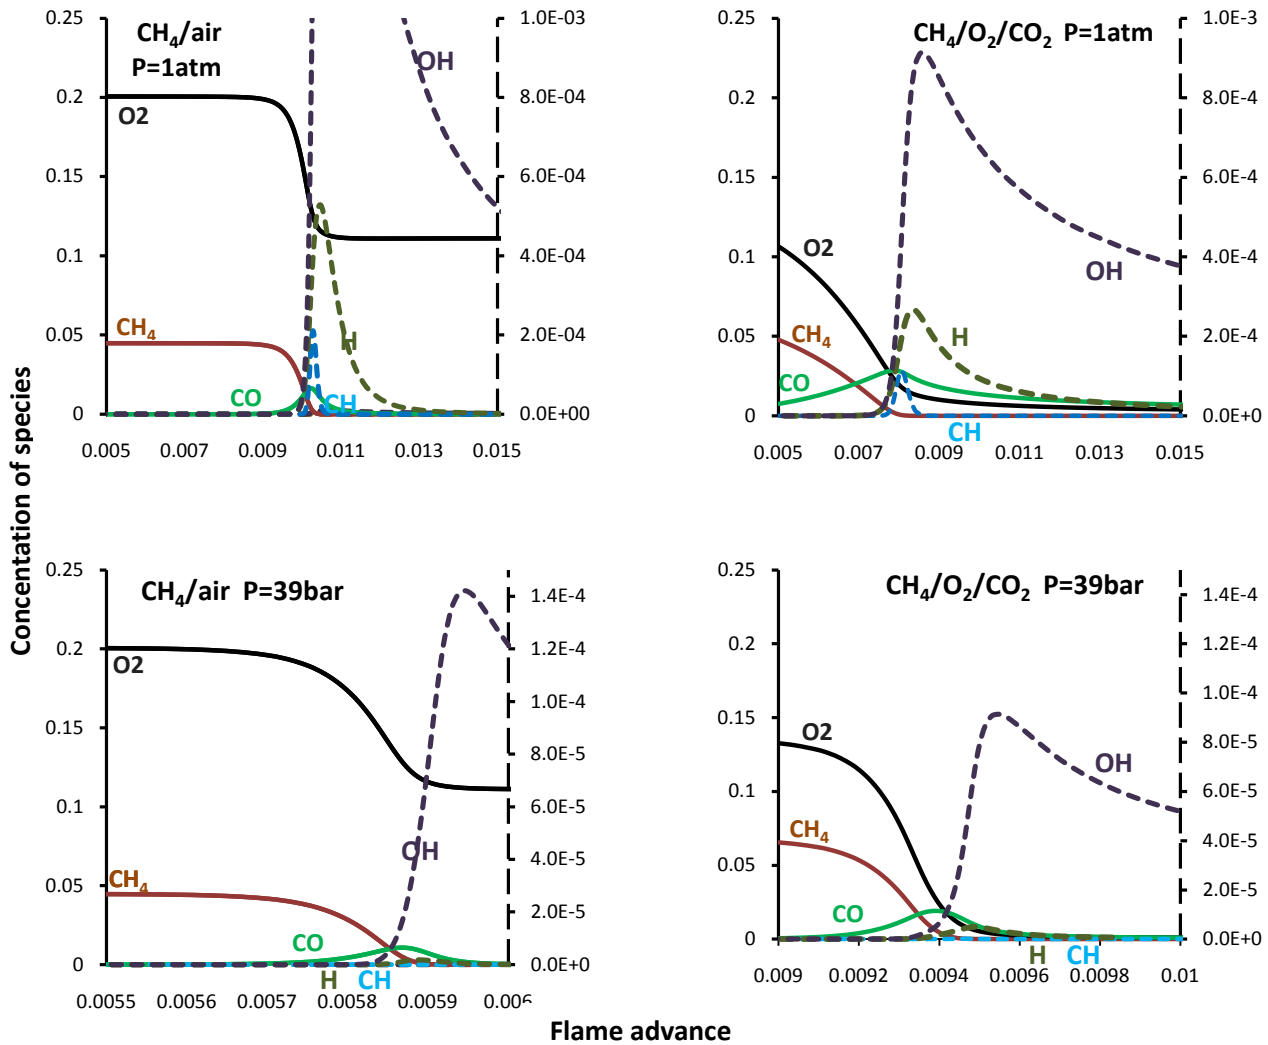 CH₄/air
P=1atm
0.25
0.2
0.15
0.1
0.05
0
O2
CH₄
CO
OH
H
CH
1.0E-03
8.0E-04
6.0E-04
4.0E-04
2.0E-04
0.0E+00
0.005 0.007 0.009 0.011 0.013 0.015
CH₄/O₂/CO₂ P=1atm
0.25
0.2
0.15
0.1
0.05
0
O2
CH₄
CO
OH
H
CH
1.0E-3
8.0E-4
6.0E-4
4.0E-4
2.0E-4
0.0E+0
0.005 0.007 0.009 0.011 0.013 0.015
Concentation of species
CH₄/air P=39bar
0.25
0.2
0.15
0.1
0.05
0
O2
CH₄
CO
OH
H
CH
1.4E-4
1.2E-4
1.0E-4
8.0E-5
6.0E-5
4.0E-5
2.0E-5
0.0E+0
0.0055 0.0056 0.0057 0.0058 0.0059 0.006
CH₄/O₂/CO₂ P=39bar
0.25
0.2
0.15
0.1
0.05
0
O2
CH₄
CO
OH
H
CH
1.4E-4
1.2E-4
1.0E-4
8.0E-5
6.0E-5
4.0E-5
2.0E-5
0.0E+0
0.009 0.0092 0.0094 0.0096 0.0098 0.01
Flame advance